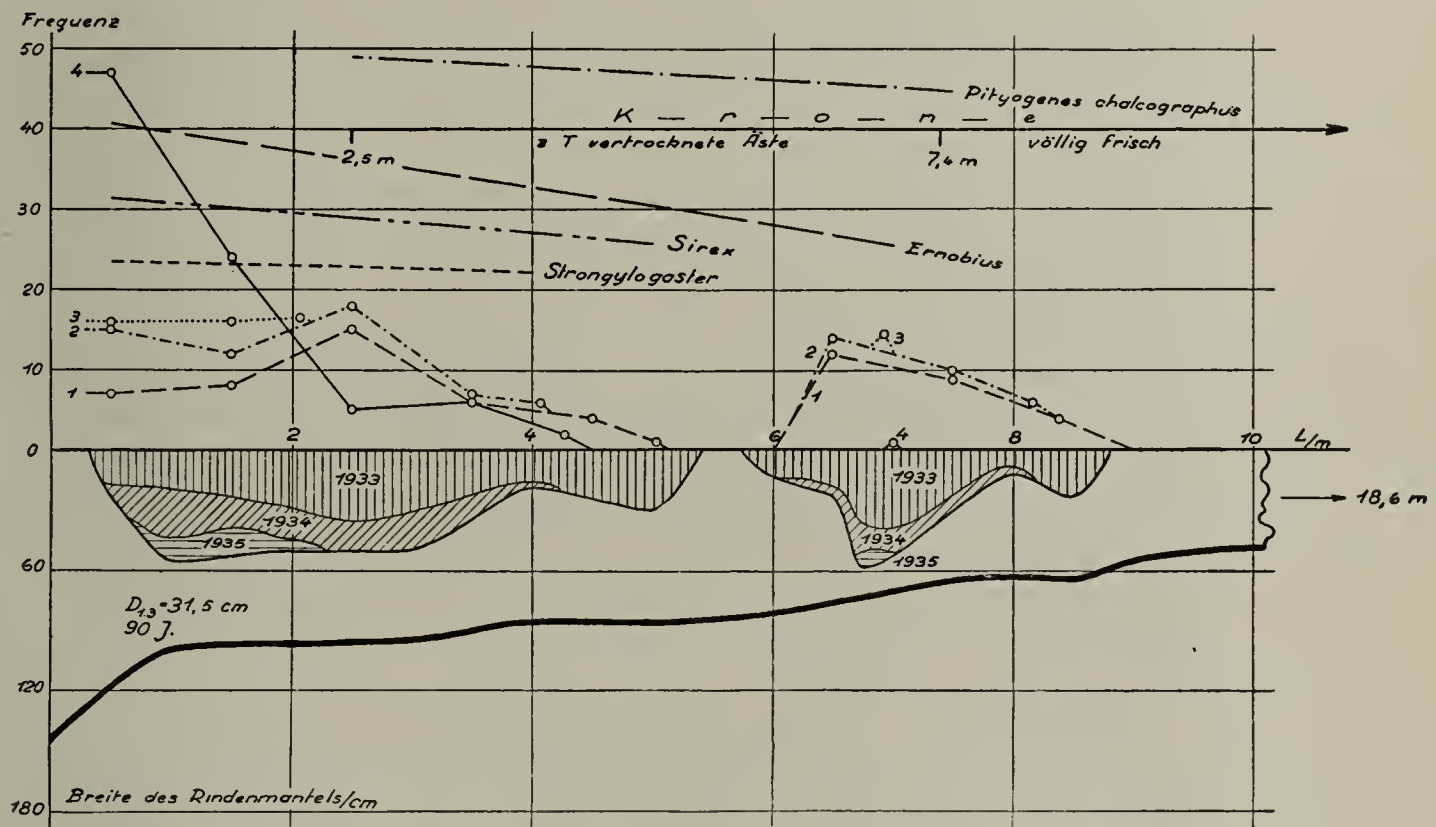 Frequenz
50
4
Pityogenes chalcographus
K — r — o — n — e
40
z T vertrocknete Äste
völlig frisch
2,5 m
7,4 m
30
Sirex
Ernobius
Strongylogaster
20
3
2
3
2
10
1
1
4
0
2
4
6
8
10
L/m
1933
1933
18,6 m
1934
1934
1935
1935
60
D1,3=31,5 cm
90 J.
120
Breite des Rindenmantels/cm
180